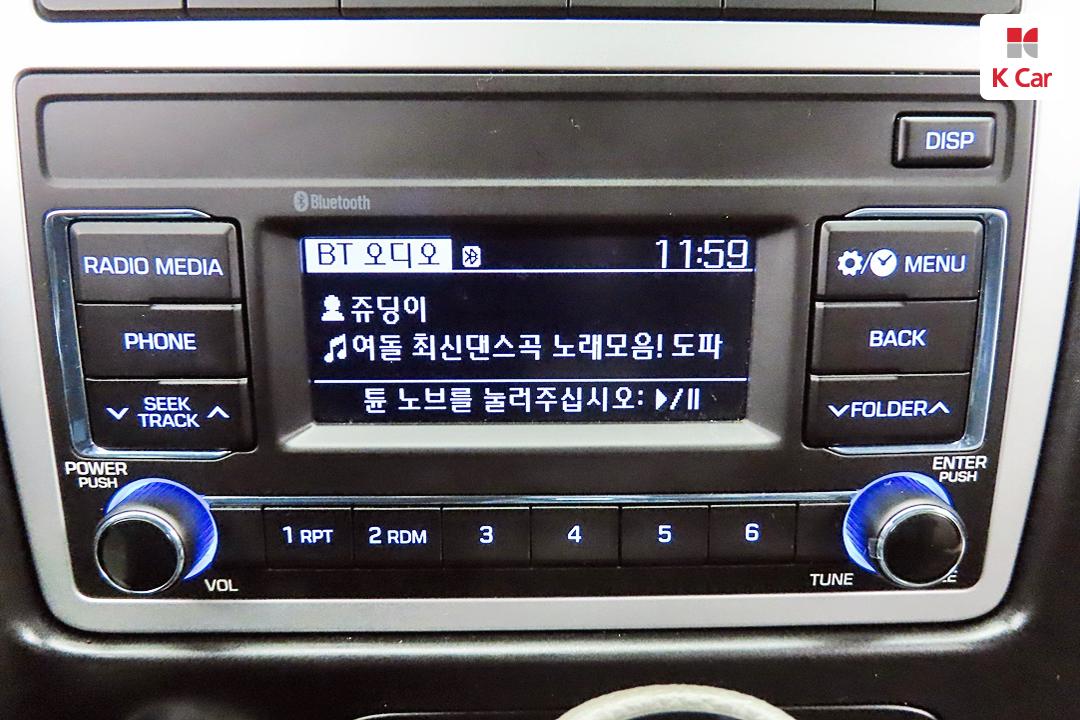 K Car
DISP
Bluetooth
RADIO MEDIA
BT 오디오
11:59
MENU
쥬딩이
PHONE
여돌 최신댄스곡 노래모음! 도파
BACK
SEEK
TRACK
튠 노브를 눌러주십시오: ▶/II
FOLDER
POWER
PUSH
ENTER
PUSH
1 RPT
2 RDM
3
4
5
6
VOL
TUNE